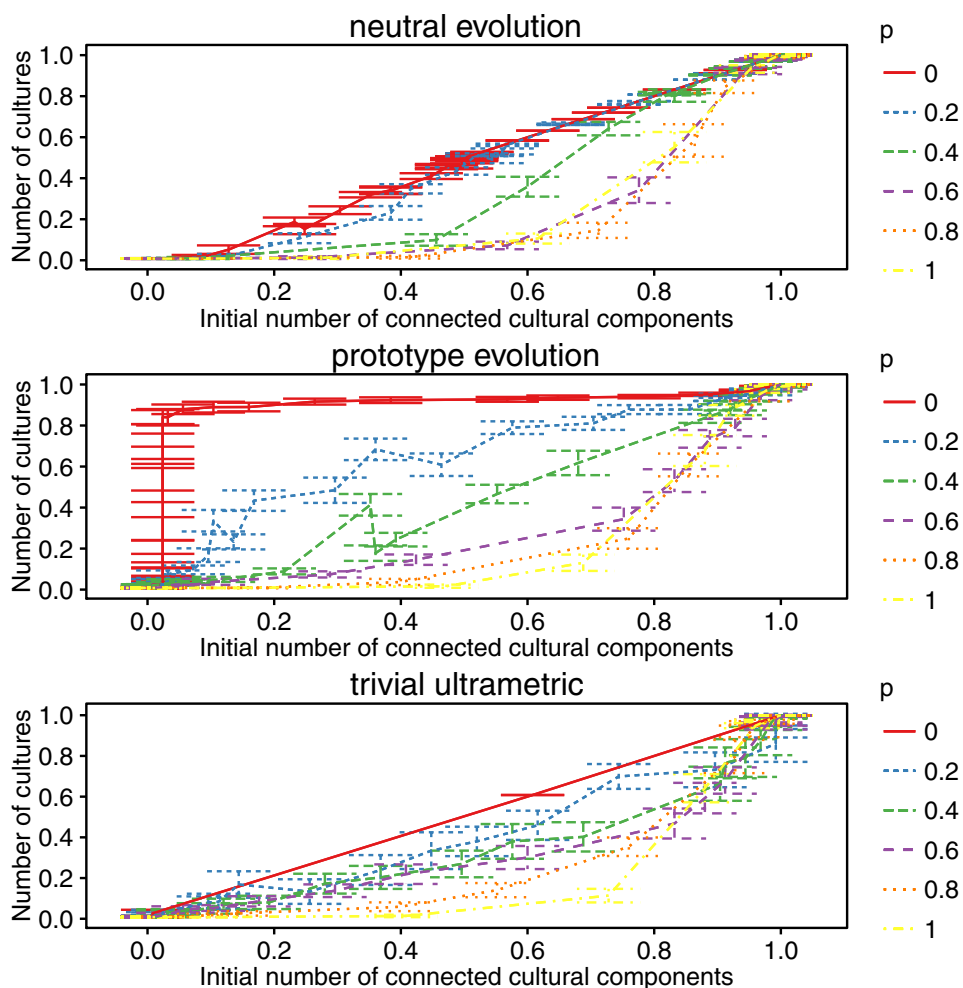 neutral evolution
p
Number of cultures
1.0
0.8
0.6
0.4
0.2
0.0
0.0 0.2 0.4 0.6 0.8 1.0
Initial number of connected cultural components
0
0.2
0.4
0.6
0.8
1
prototype evolution
p
Number of cultures
1.0
0.8
0.6
0.4
0.2
0.0
0.0 0.2 0.4 0.6 0.8 1.0
Initial number of connected cultural components
0
0.2
0.4
0.6
0.8
1
trivial ultrametric
p
Number of cultures
1.0
0.8
0.6
0.4
0.2
0.0
0.0 0.2 0.4 0.6 0.8 1.0
Initial number of connected cultural components
0
0.2
0.4
0.6
0.8
1